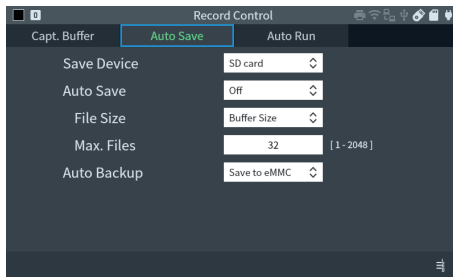 0 Record Control
Capt. Buffer Auto Save Auto Run
Save Device SD card
Auto Save Off
File Size Buffer Size
Max. Files 32 [ 1 - 2048 ]
Auto Backup Save to eMMC